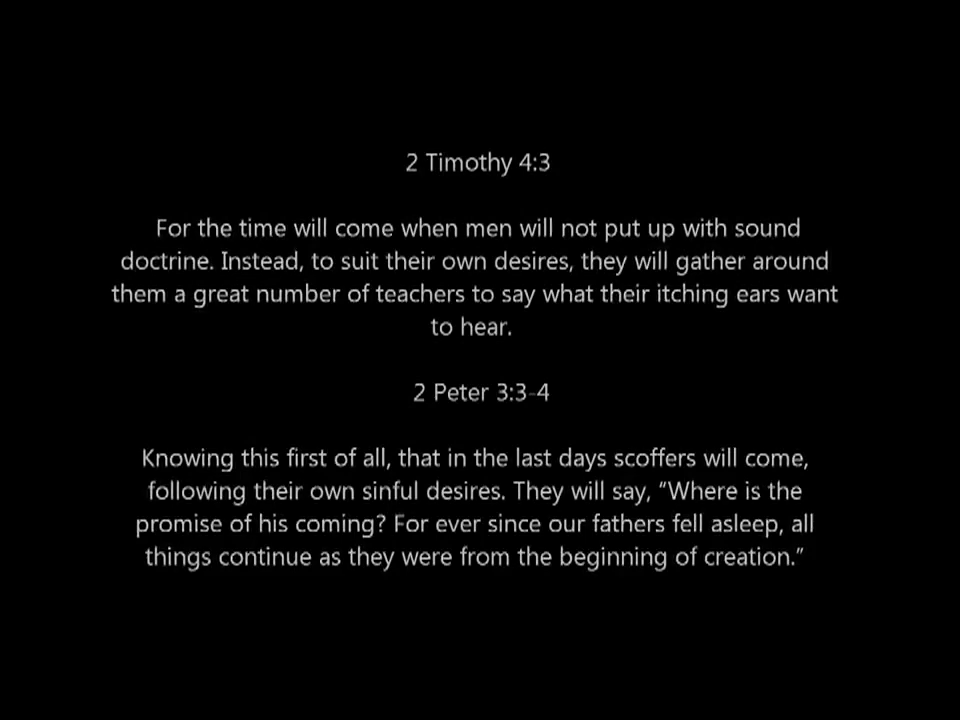 2 Timothy 4:3
For the time will come when men will not put up with sound
doctrine. Instead, to suit their own desires, they will gather around
them a great number of teachers to say what their itching ears want
to hear.
2 Peter 3:3-4
Knowing this first of all, that in the last days scoffers will come,
following their own sinful desires. They will say, “Where is the
promise of his coming? For ever since our fathers fell asleep, all
things continue as they were from the beginning of creation.”